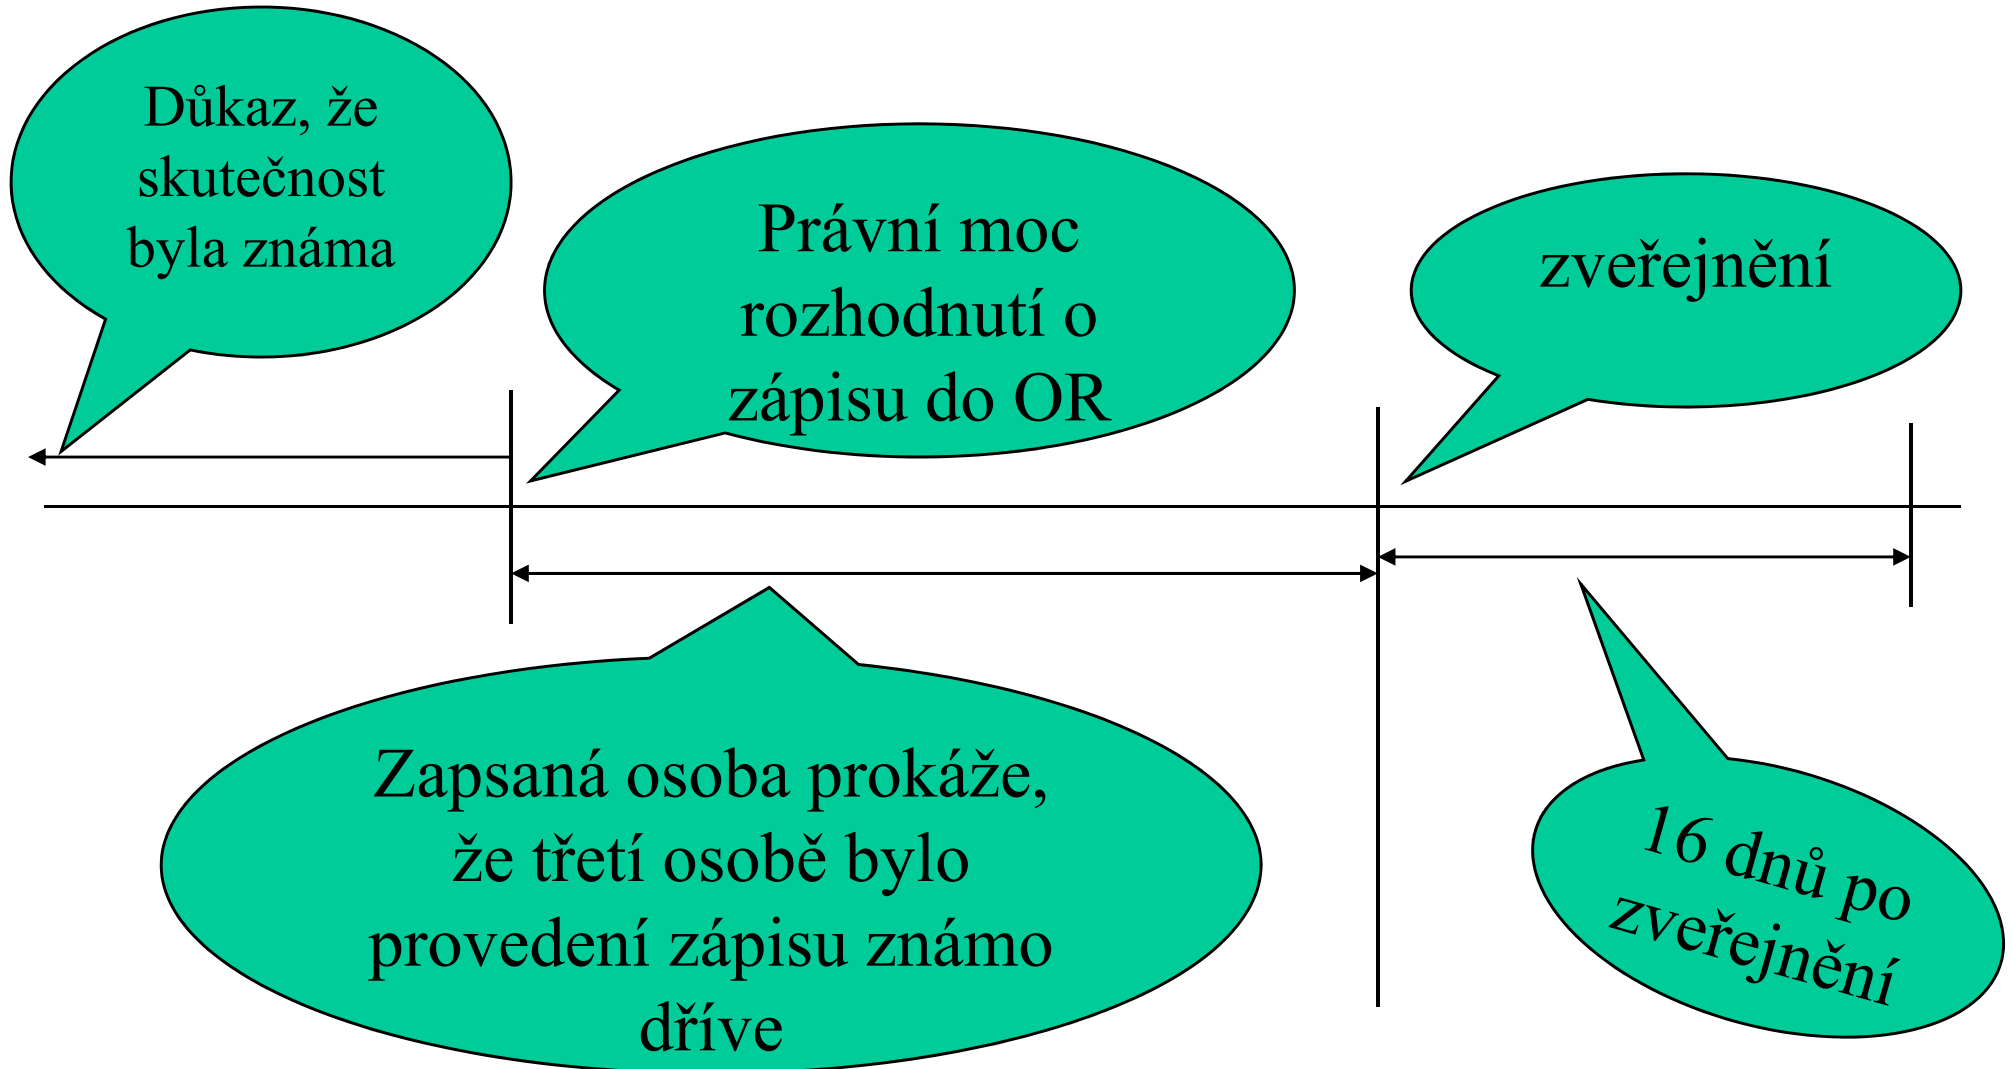 Důkaz, že
skutečnost
byla známa
Právní moc
rozhodnutí o
zápisu do OR
zveřejnění
Zapsaná osoba prokáže,
že třetí osobě bylo
provedení zápisu známo
dříve
16 dnů po
zveřejnění